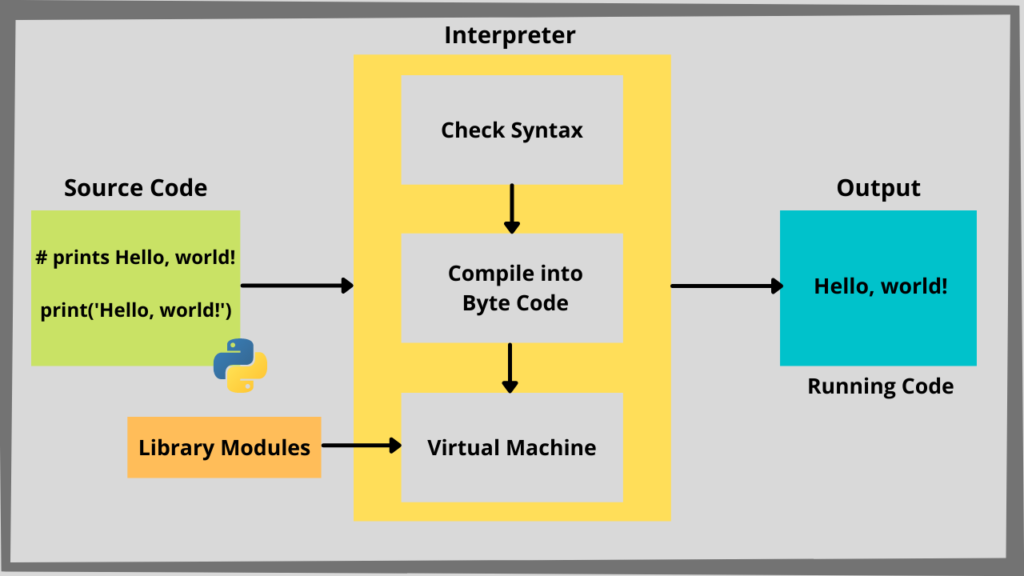 Interpreter
Check Syntax
Source Code
# prints Hello, world!
print('Hello, world!')
Compile into
Byte Code
Output
Hello, world!
Running Code
Library Modules
Virtual Machine